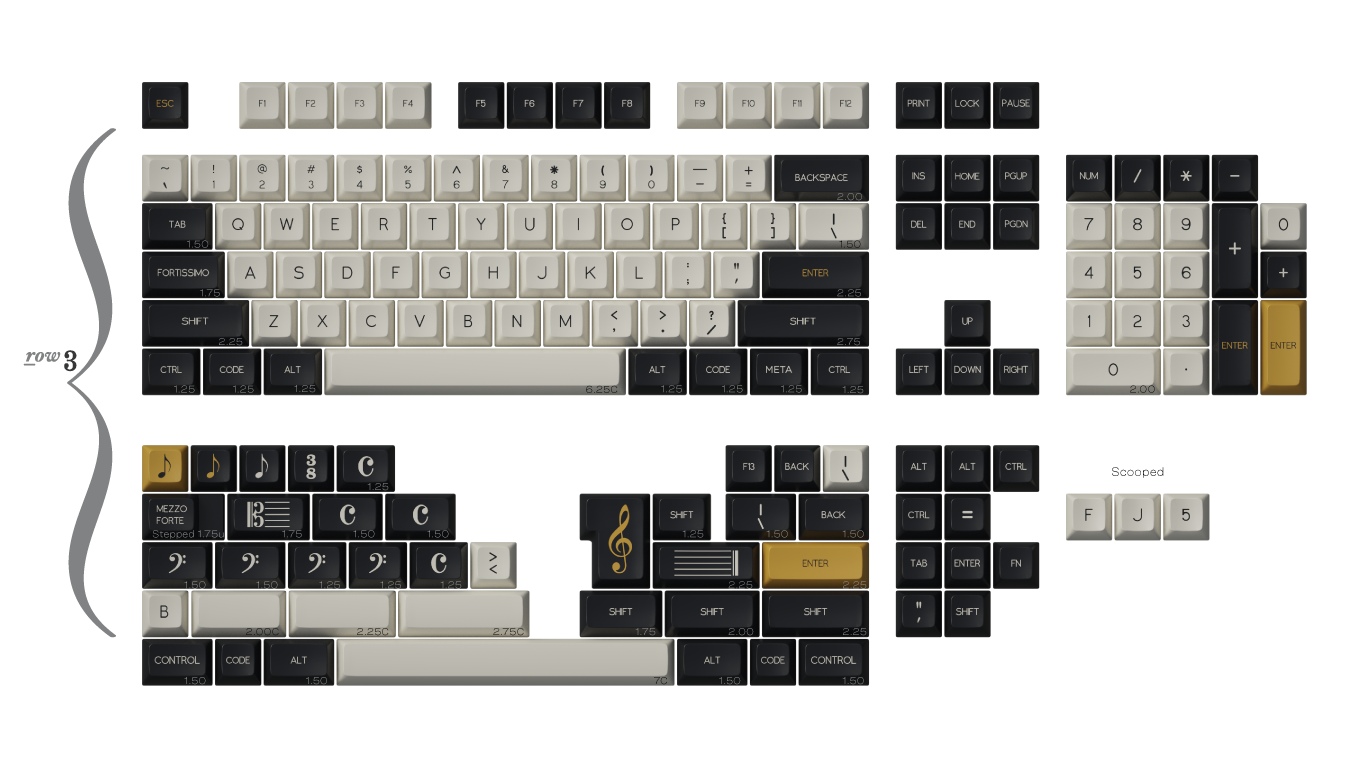 ESC F1 F2 F3 F4 F5 F6 F7 F8 F9 F10 F11 F12 PRINT LOCK PAUSE
~ ! @ # $ % ^ & * ( ) — +
\ 1 2 3 4 5 6 7 8 9 0 – = BACKSPACE 2.00 INS HOME PGUP NUM / * −
TAB 1.50 Q W E R T Y U I O P { [ } ] | \ 1.50 DEL END PGDN 7 8 9 + 0
FORTISSIMO 1.75 A S D F G H J K L : ; " , ENTER 2.25 4 5 6 +
SHIFT 2.25 Z X C V B N M < , > . ? / SHIFT 2.75 UP 1 2 3 ENTER ENTER
row 3
CTRL 1.25 CODE 1.25 ALT 1.25 6.25C ALT 1.25 CODE 1.25 META 1.25 CTRL 1.25 LEFT DOWN RIGHT 0 2.00 .
3 8 C 1.25 F13 BACK | \ ALT ALT CTRL Scooped
MEZZO
FORTE
Stepped 1.75u 1.75 C 1.50 C 1.50 SHIFT 1.25 | \ 1.50 BACK 1.50 CTRL = F J 5
1.50 1.50 1.25 1.25 C 1.25 > < 2.25 ENTER 2.25 TAB ENTER FN
B 2.00C 2.25C 2.75C SHIFT 1.75 SHIFT 2.00 SHIFT 2.25 " , SHIFT
CONTROL 1.50 CODE ALT 1.50 7C ALT 1.50 CODE CONTROL 1.50